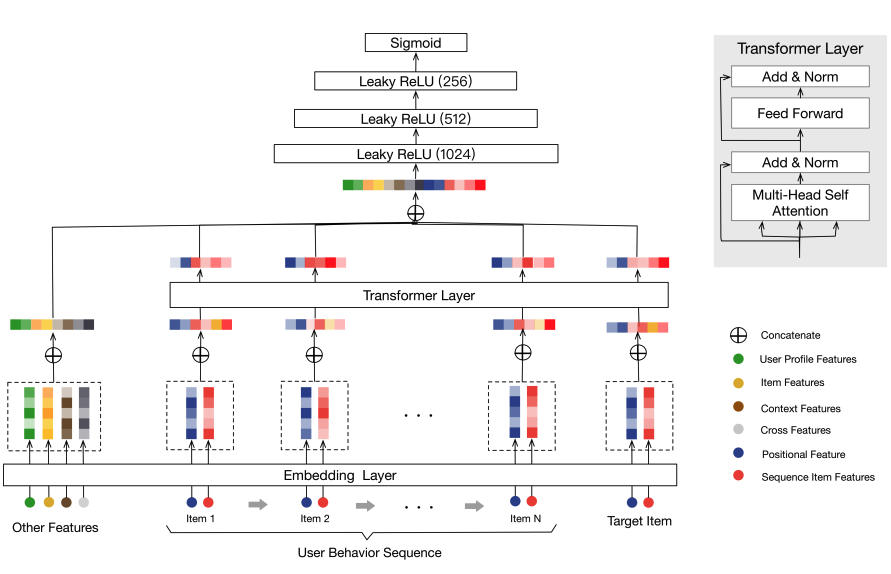 Sigmoid
Leaky ReLU (256)
Leaky ReLU (512)
Leaky ReLU (1024)
Transformer Layer
Embedding Layer
Other Features
Item 1
Item 2
. . .
. . .
Item N
Target Item
User Behavior Sequence
Transformer Layer
Add & Norm
Feed Forward
Add & Norm
Multi-Head Self
Attention
Concatenate
User Profile Features
Item Features
Context Features
Cross Features
Positional Feature
Sequence Item Features